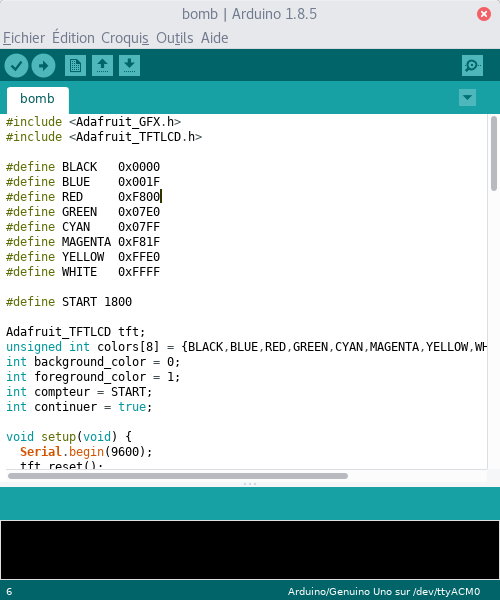 bomb | Arduino 1.8.5
Fichier Édition Croquis Outils Aide
bomb
#include <Adafruit_GFX.h>
#include <Adafruit_TFTLCD.h>
#define BLACK   0x0000
#define BLUE    0x001F
#define RED     0xF800
#define GREEN   0x07E0
#define CYAN    0x07FF
#define MAGENTA 0xF81F
#define YELLOW  0xFFE0
#define WHITE   0xFFFF
#define START 1800
Adafruit_TFTLCD tft;
unsigned int colors[8] = {BLACK,BLUE,RED,GREEN,CYAN,MAGENTA,YELLOW,WH
int background_color = 0;
int foreground_color = 1;
int compteur = START;
int continuer = true;
void setup(void) {
  Serial.begin(9600);
  tft.reset();
6
Arduino/Genuino Uno sur /dev/ttyACM0